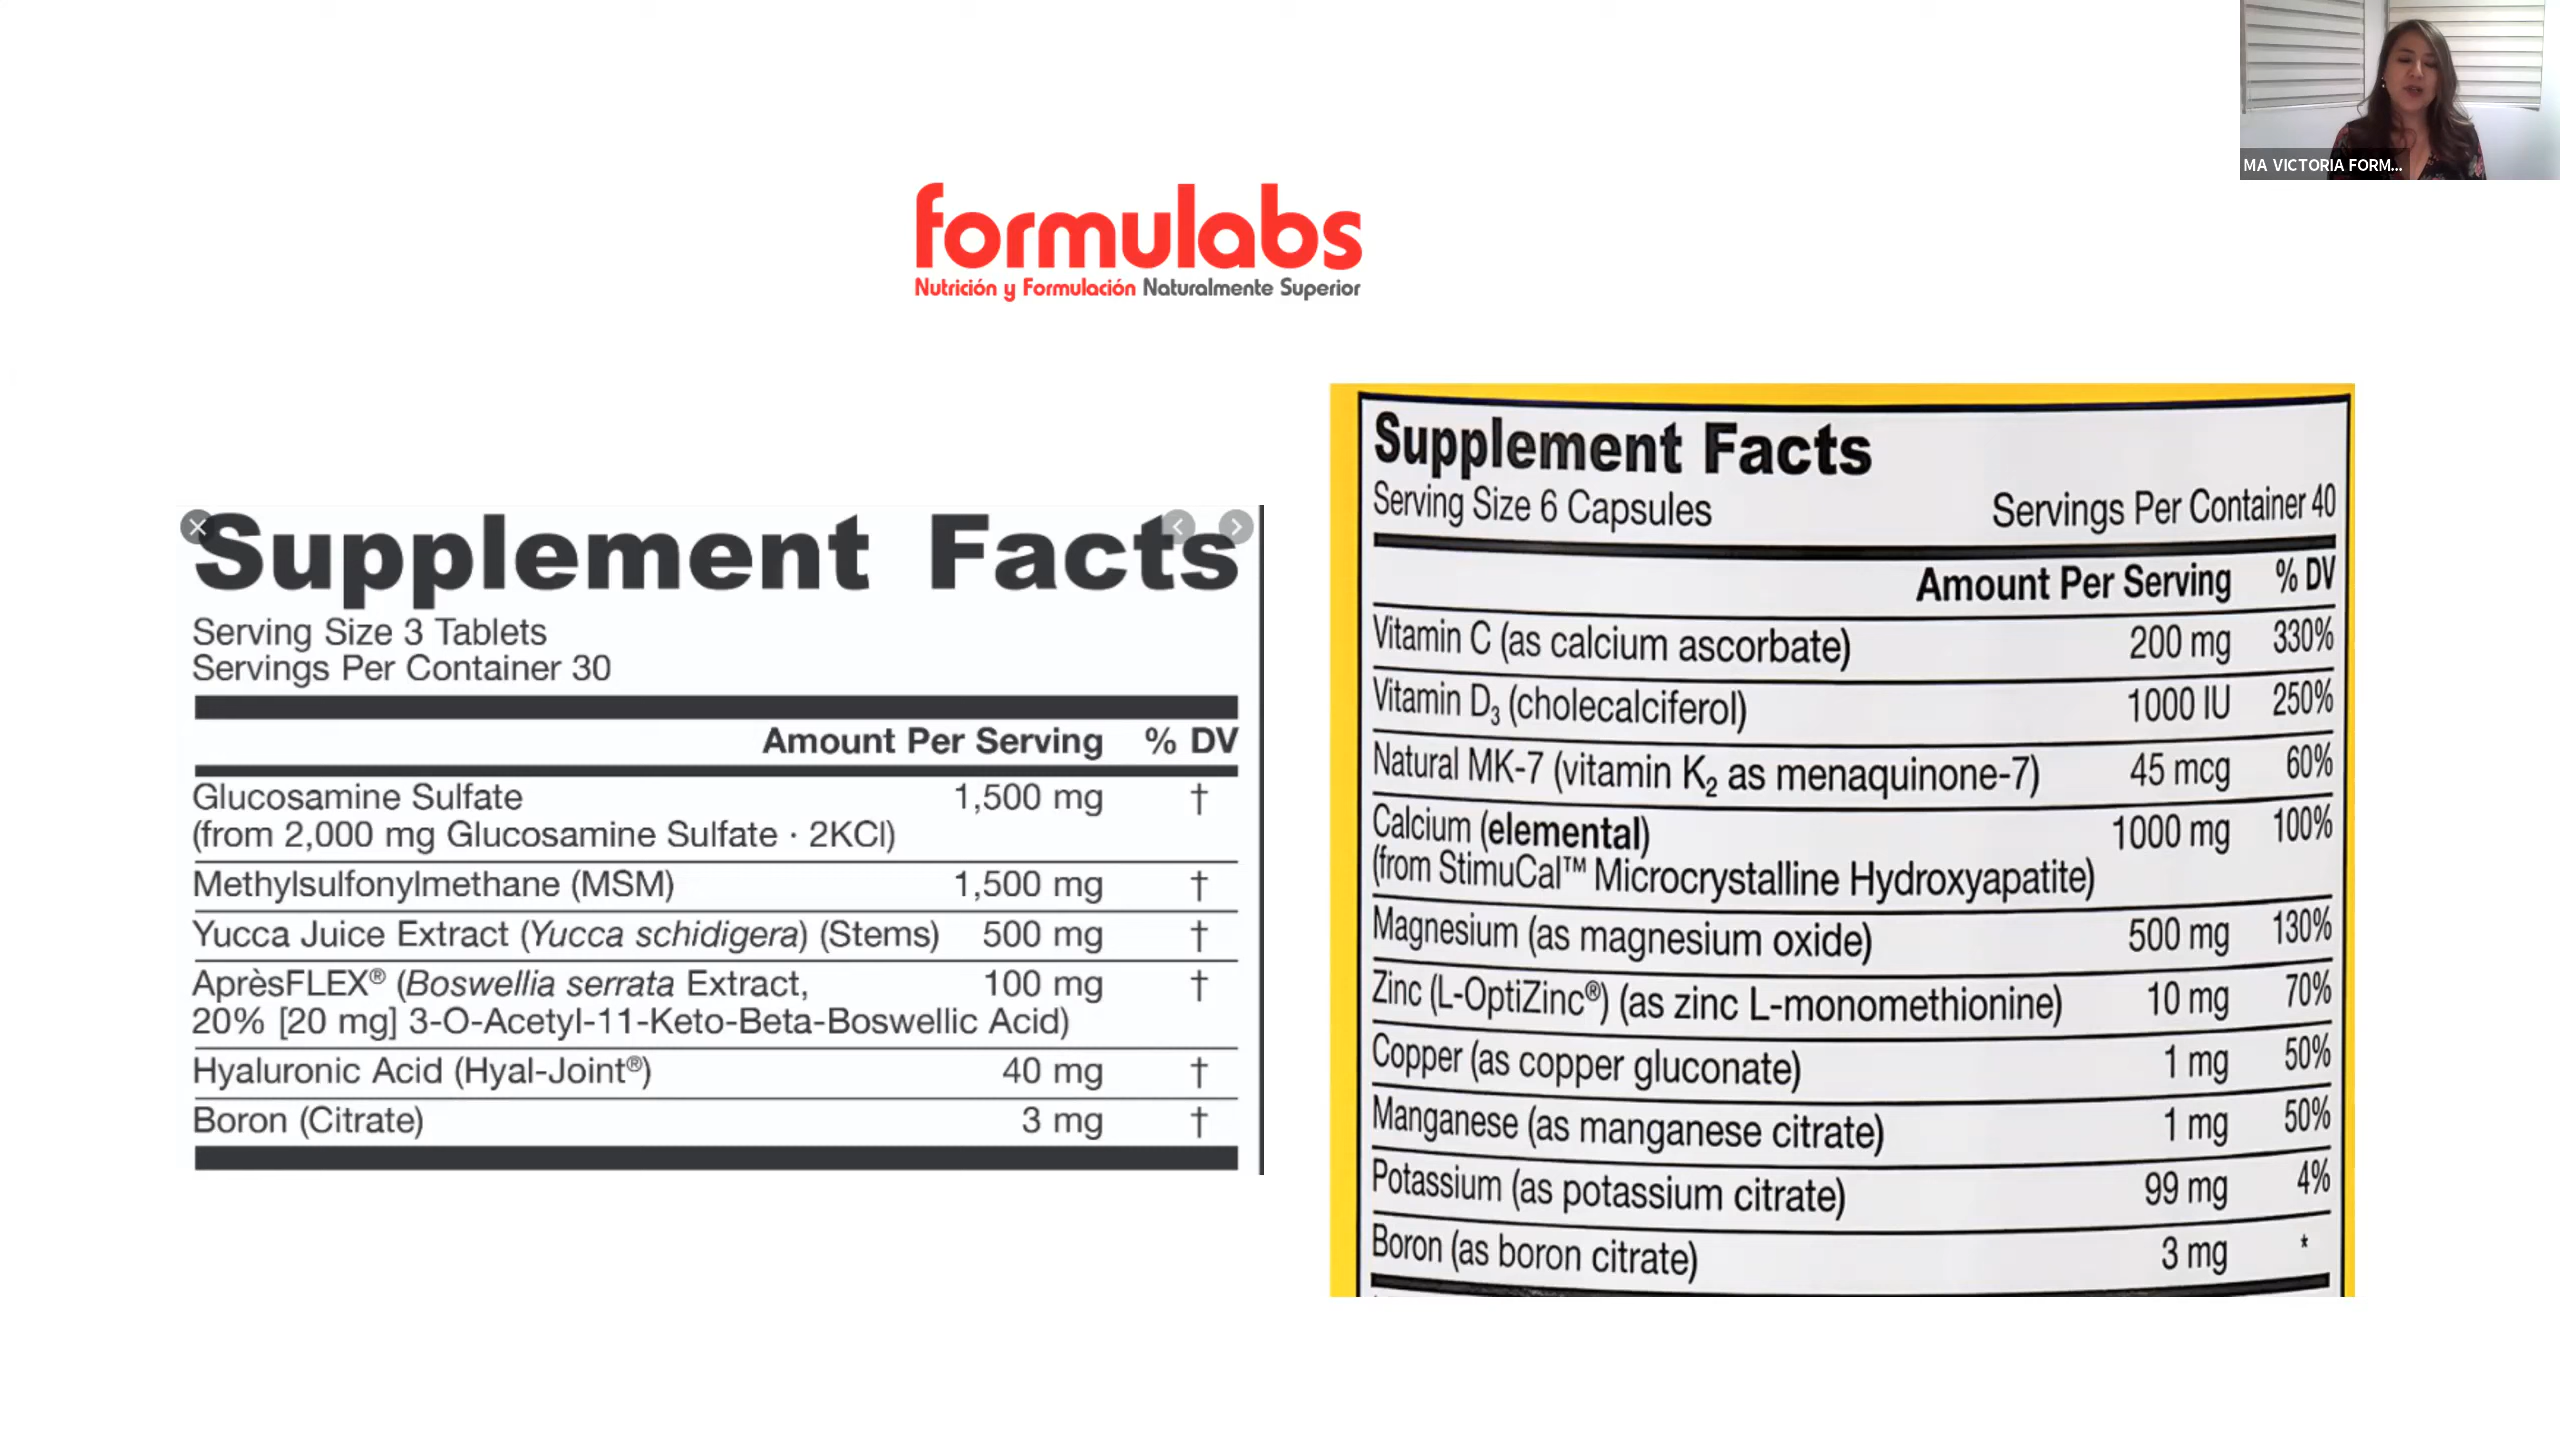 MA VICTORIA FORM...
formulabs
Nutrición y Formulación Naturalmente Superior
Supplement Facts
Serving Size 3 Tablets
Servings Per Container 30
Amount Per Serving % DV
Glucosamine Sulfate 1,500 mg †
(from 2,000 mg Glucosamine Sulfate · 2KCl)
Methylsulfonylmethane (MSM) 1,500 mg †
Yucca Juice Extract (Yucca schidigera) (Stems) 500 mg †
AprèsFLEX® (Boswellia serrata Extract, 100 mg †
20% [20 mg] 3-O-Acetyl-11-Keto-Beta-Boswellic Acid)
Hyaluronic Acid (Hyal-Joint®) 40 mg †
Boron (Citrate) 3 mg †
Supplement Facts
Serving Size 6 Capsules Servings Per Container 40
Amount Per Serving % DV
Vitamin C (as calcium ascorbate) 200 mg 330%
Vitamin D₃ (cholecalciferol) 1000 IU 250%
Natural MK-7 (vitamin K₂ as menaquinone-7) 45 mcg 60%
Calcium (elemental) 1000 mg 100%
(from StimuCal™ Microcrystalline Hydroxyapatite)
Magnesium (as magnesium oxide) 500 mg 130%
Zinc (L-OptiZinc®) (as zinc L-monomethionine) 10 mg 70%
Copper (as copper gluconate) 1 mg 50%
Manganese (as manganese citrate) 1 mg 50%
Potassium (as potassium citrate) 99 mg 4%
Boron (as boron citrate) 3 mg *